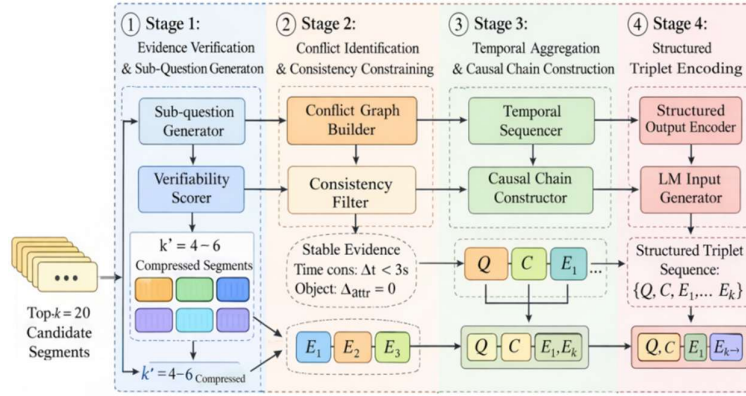 ① Stage 1:
Evidence Verification
& Sub-Question Generaton
② Stage 2:
Conflict Identification
& Consistency Constraining
③ Stage 3:
Temporal Aggregation
& Causal Chain Construction
④ Stage 4:
Structured
Triplet Encoding
Sub-question
Generator
Conflict Graph
Builder
Temporal
Sequencer
Structured
Output Encoder
Verifiability
Scorer
Consistency
Filter
Causal Chain
Constructor
LM Input
Generator
k' = 4 – 6
Compressed Segments
Stable Evidence
Time cons: Δt < 3s
Object: Δattr = 0
Q C E₁ ...
Structured Triplet
Sequence:
{Q, C, E₁,... Eₖ}
...
Top-k = 20
Candidate
Segments
k' = 4–6 Compressed
E₁ E₂ E₃
Q C E₁,Eₖ
Q, C E₁ Eₖ→